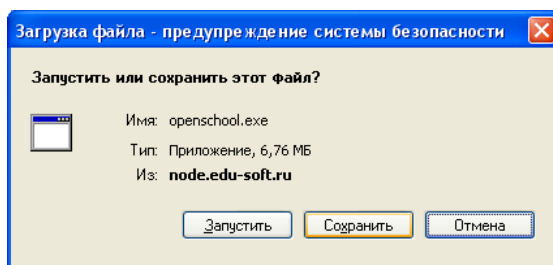 Загрузка файла - предупреждение системы безопасности
Запустить или сохранить этот файл?
Имя: openschool.exe
Тип: Приложение, 6,76 МБ
Из: node.edu-soft.ru
Запустить Сохранить Отмена